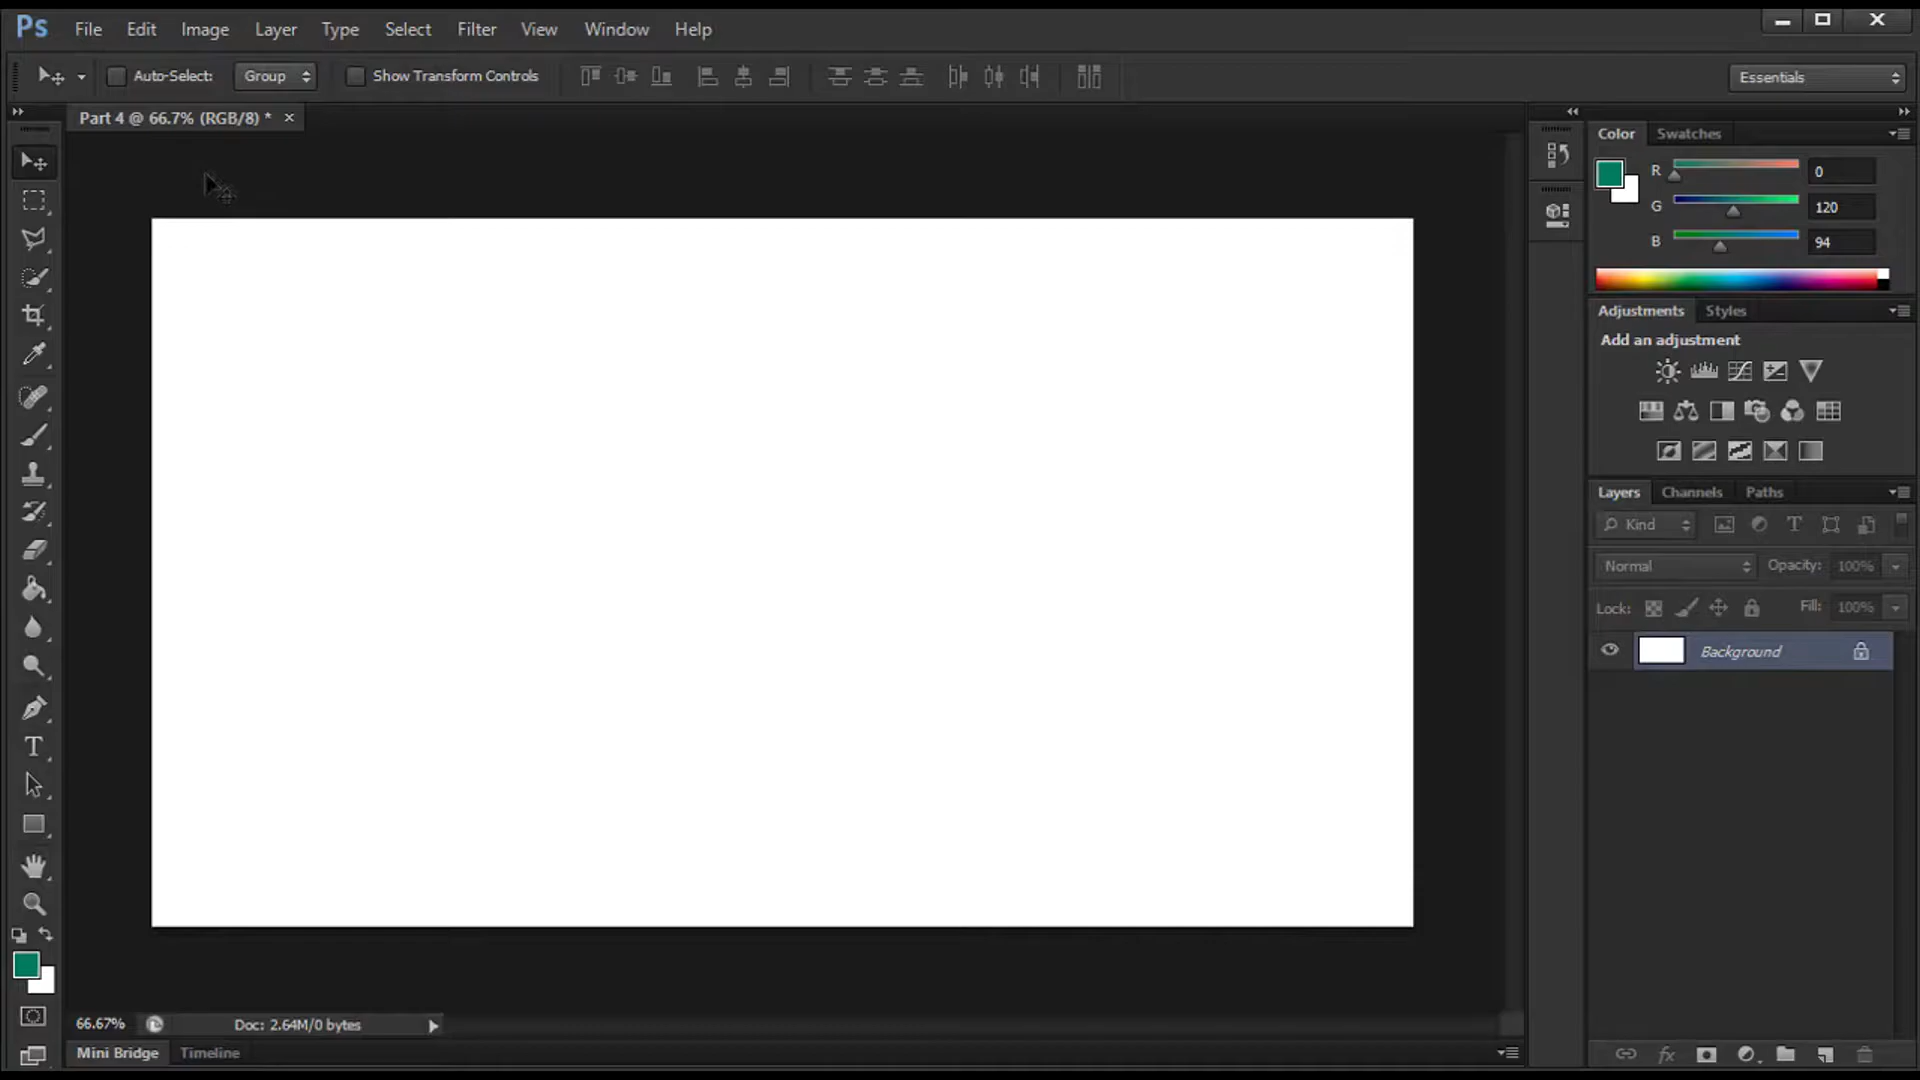 Ps File Edit Image Layer Type Select Filter View Window Help
Auto-Select: Group Show Transform Controls Essentials
Part 4 @ 66.7% (RGB/8) * ×
Color Swatches
R 0
G 120
B 94
Adjustments Styles
Add an adjustment
Layers Channels Paths
Kind
Normal Opacity: 100%
Lock: Fill: 100%
Background
66.67% Doc: 2.64M/0 bytes
Mini Bridge Timeline